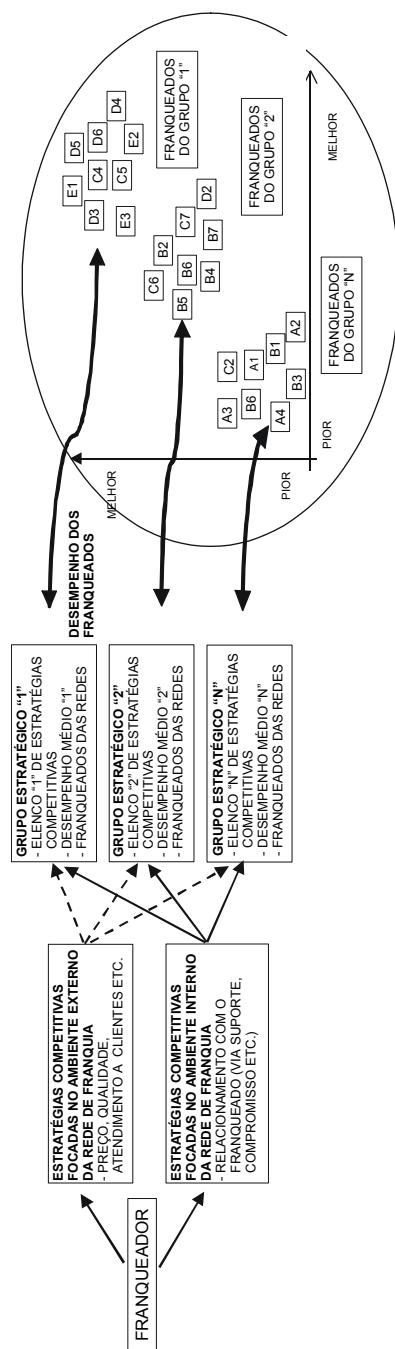 FRANQUEADOR
ESTRATÉGIAS COMPETITIVAS
FOCADAS NO AMBIENTE EXTERNO
DA REDE DE FRANQUIA
- PREÇO, QUALIDADE,
ATENDIMENTO A CLIENTES ETC.
ESTRATÉGIAS COMPETITIVAS
FOCADAS NO AMBIENTE INTERNO
DA REDE DE FRANQUIA
- RELACIONAMENTO COM O
FRANQUEADO (VIA SUPORTE,
COMPROMISSO ETC.)
GRUPO ESTRATÉGICO “1”
- ELENCO “1” DE ESTRATÉGIAS
COMPETITIVAS
- DESEMPENHO MÉDIO “1”
- FRANQUEADOS DAS REDES
GRUPO ESTRATÉGICO “2”
- ELENCO “2” DE ESTRATÉGIAS
COMPETITIVAS
- DESEMPENHO MÉDIO “2”
- FRANQUEADOS DAS REDES
GRUPO ESTRATÉGICO “N”
- ELENCO “N” DE ESTRATÉGIAS
COMPETITIVAS
- DESEMPENHO MÉDIO “N”
- FRANQUEADOS DAS REDES
DESEMPENHO DOS
FRANQUEADOS
MELHOR
PIOR
PIOR
MELHOR
E1
D5
D3
C4
D6
D4
E3
C5
E2
FRANQUEADOS
DO GRUPO “1”
C6
B2
B5
B6
C7
D2
B4
B7
FRANQUEADOS
DO GRUPO “2”
A3
C2
B6
A1
A4
B1
B3
A2
FRANQUEADOS
DO GRUPO “N”